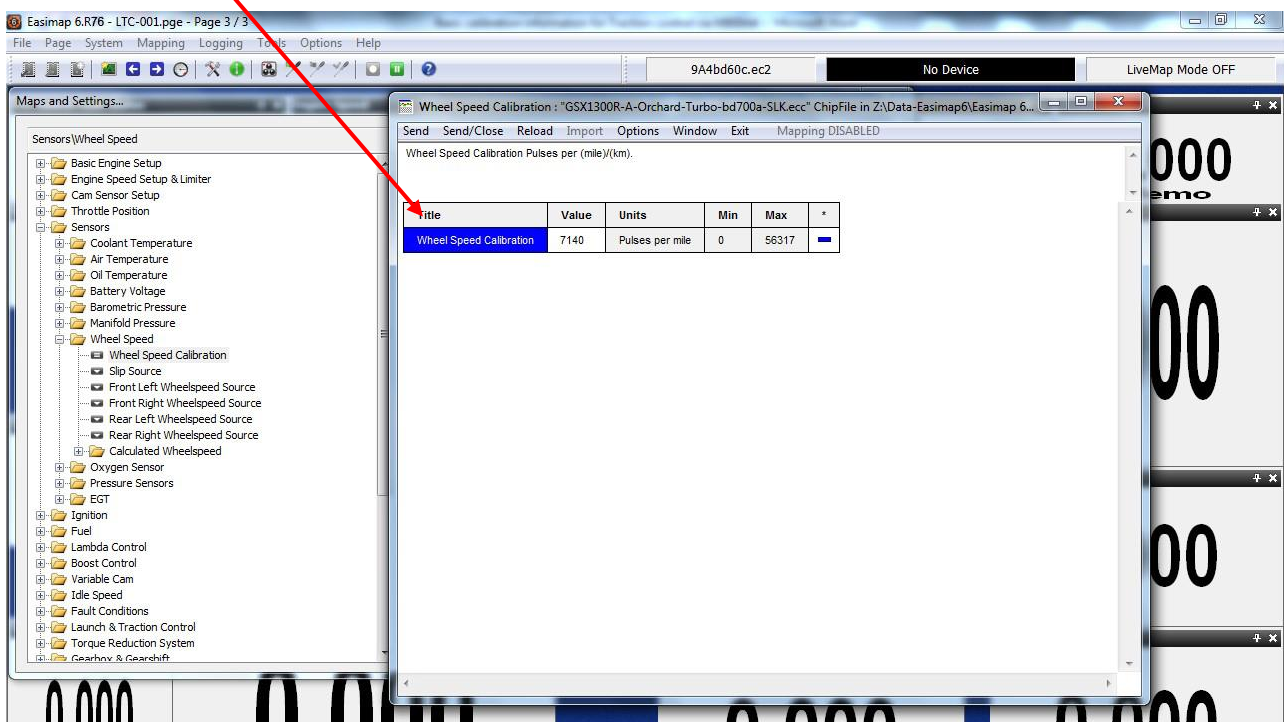 Easimap 6.R76 - LTC-001.pge - Page 3 / 3
File Page System Mapping Logging Tools Options Help
9A4bd60c.ec2 No Device LiveMap Mode OFF
Maps and Settings...
Sensors\Wheel Speed
Basic Engine Setup
Engine Speed Setup & Limiter
Cam Sensor Setup
Throttle Position
Sensors
Coolant Temperature
Air Temperature
Oil Temperature
Battery Voltage
Barometric Pressure
Manifold Pressure
Wheel Speed
Wheel Speed Calibration
Slip Source
Front Left Wheelspeed Source
Front Right Wheelspeed Source
Rear Left Wheelspeed Source
Rear Right Wheelspeed Source
Calculated Wheelspeed
Oxygen Sensor
Pressure Sensors
EGT
Ignition
Fuel
Lambda Control
Boost Control
Variable Cam
Idle Speed
Fault Conditions
Launch & Traction Control
Torque Reduction System
Gearbox & Gearshift
Wheel Speed Calibration : "GSX1300R-A-Orchard-Turbo-bd700a-SLK.ecc" ChipFile in Z:\Data-Easimap6\Easimap 6...
Send Send/Close Reload Import Options Window Exit Mapping DISABLED
Wheel Speed Calibration Pulses per (mile)/(km).
Title Value Units Min Max *
Wheel Speed Calibration 7140 Pulses per mile 0 56317
000
emo
00
00
0.000